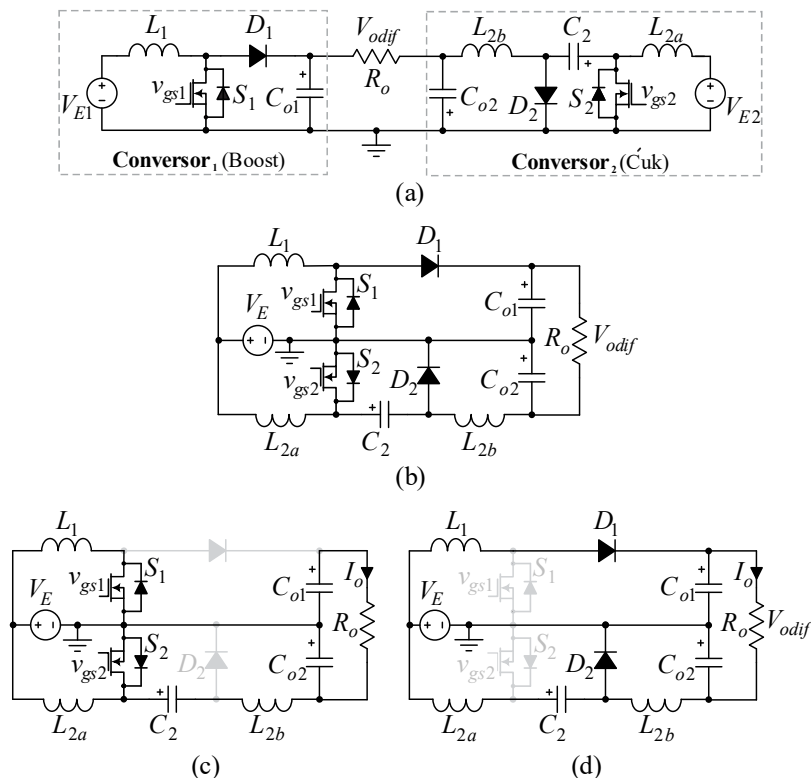 L1 D1 Vodif L2b C2 L2a
VE1 vgs1 S1 Co1 Ro Co2 D2 S2 vgs2 VE2
Conversor1 (Boost) Conversor2 (Ćuk)
(a)
L1 D1
vgs1 S1 Co1
VE Ro Vodif
vgs2 S2 D2 Co2
L2a C2 L2b
(b)
L1 L1 D1
vgs1 S1 Co1 Io vgs1 S1 Co1 Io
VE Ro VE Ro Vodif
vgs2 S2 D2 Co2 vgs2 S2 D2 Co2
L2a C2 L2b L2a C2 L2b
(c) (d)